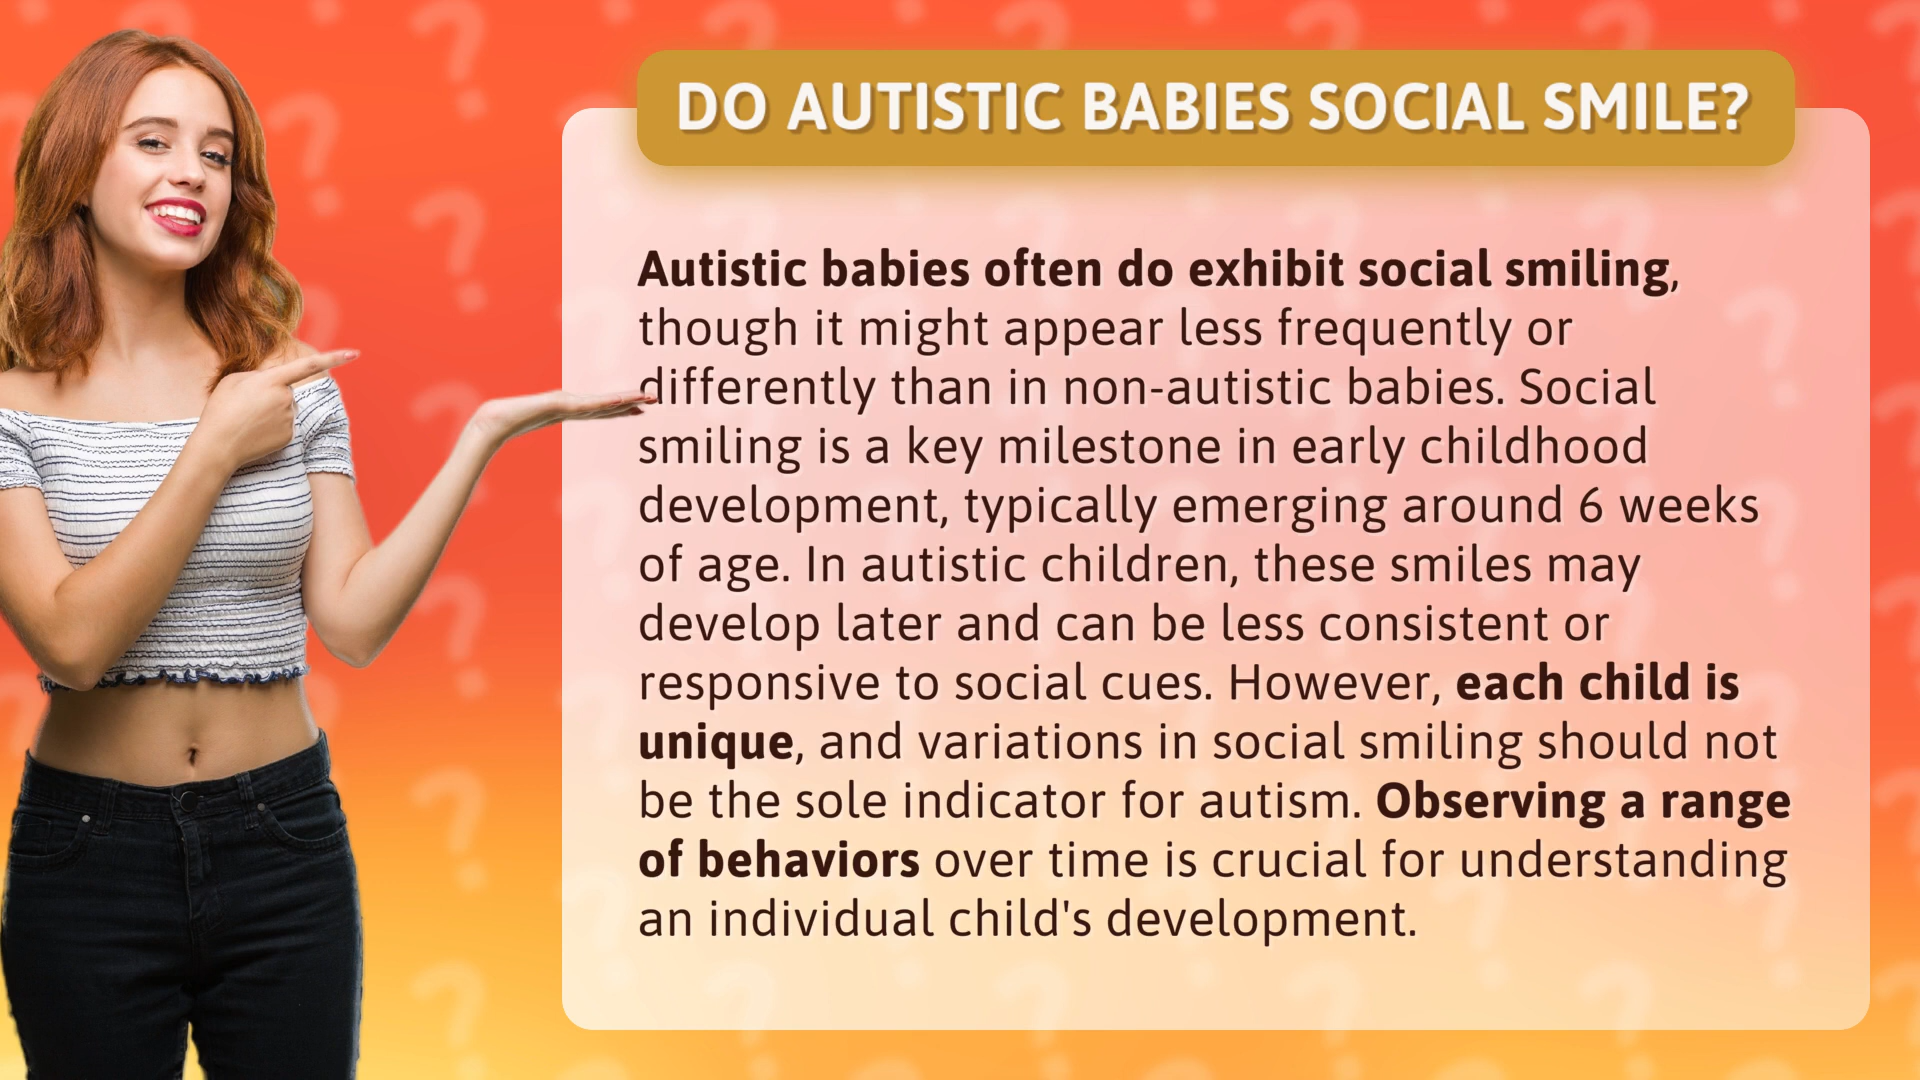 DO AUTISTIC BABIES SOCIAL SMILE?
Autistic babies often do exhibit social smiling,
though it might appear less frequently or
differently than in non-autistic babies. Social
smiling is a key milestone in early childhood
development, typically emerging around 6 weeks
of age. In autistic children, these smiles may
develop later and can be less consistent or
responsive to social cues. However, each child is
unique, and variations in social smiling should not
be the sole indicator for autism. Observing a range
of behaviors over time is crucial for understanding
an individual child's development.